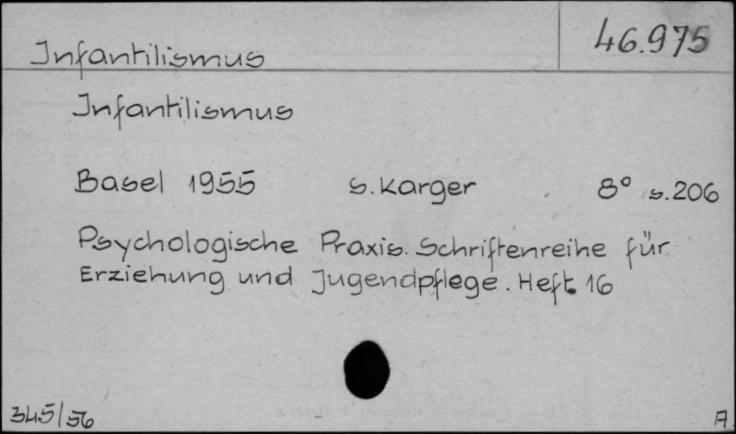 Infantilismus 46.975
Infantilismus
Basel 1955 S. Karger 8° s. 206
Psychologische Praxis. Schriftenreihe für
Erziehung und Jugendpflege. Heft 16
345/56 A